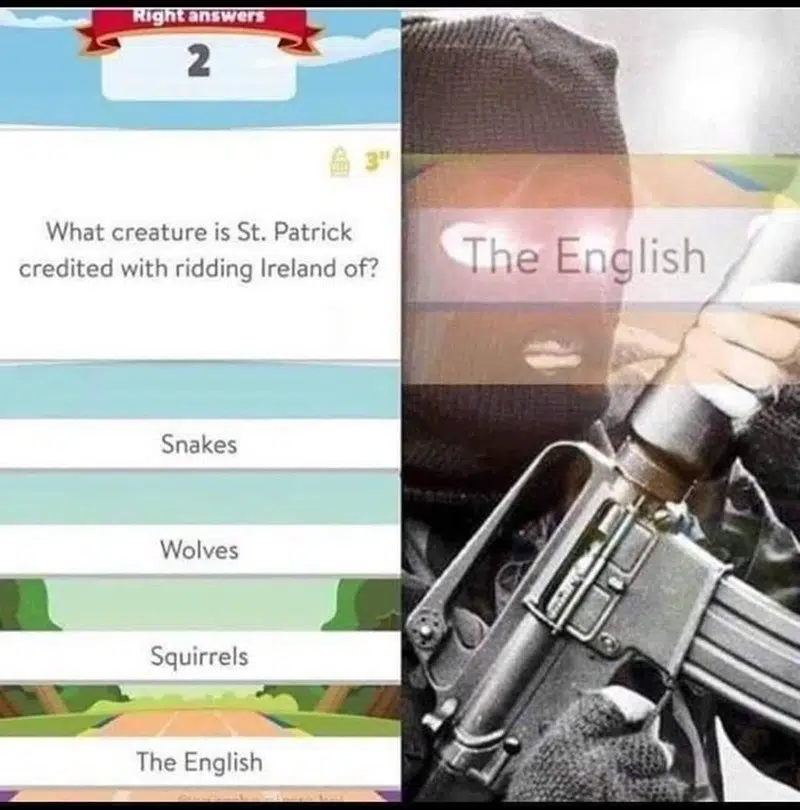 Right answers
2
3"
What creature is St. Patrick
credited with ridding Ireland of?
Snakes
Wolves
Squirrels
The English
The English